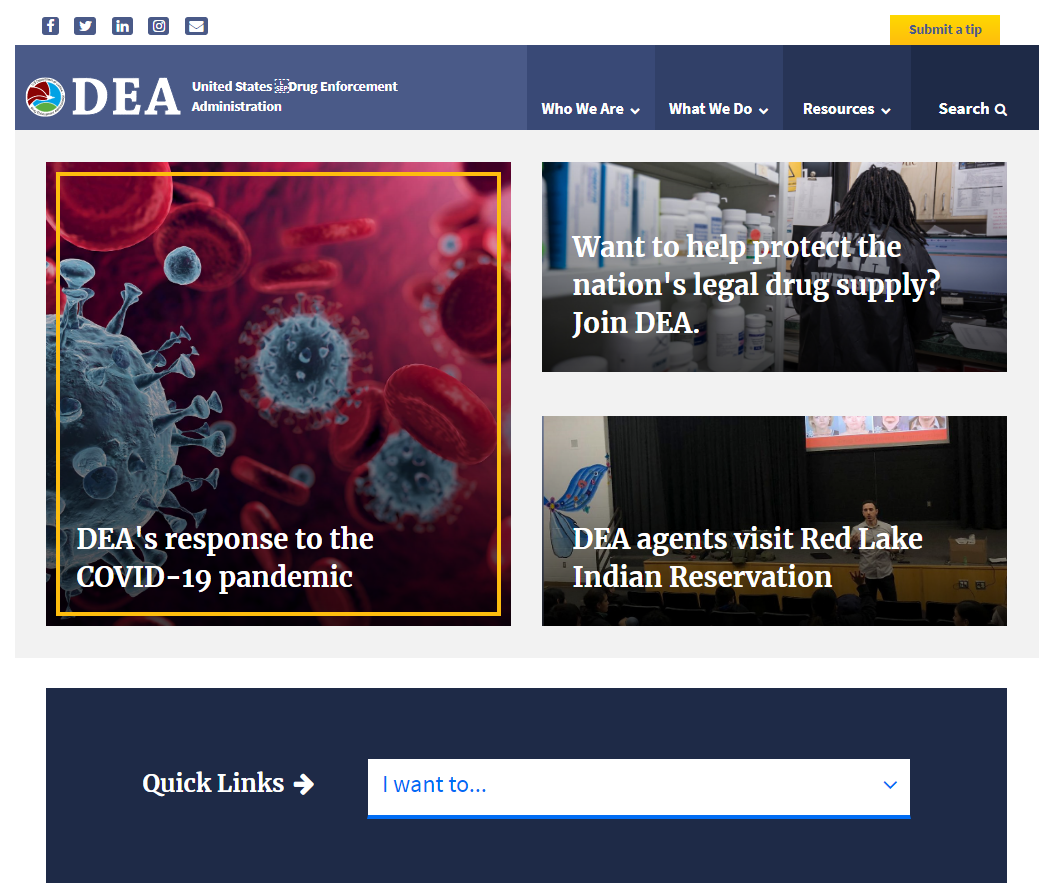 Submit a tip
DEA
United States Drug Enforcement
Administration
Who We Are
What We Do
Resources
Search
DEA's response to the
COVID-19 pandemic
Want to help protect the
nation's legal drug supply?
Join DEA.
DEA agents visit Red Lake
Indian Reservation
Quick Links
I want to...